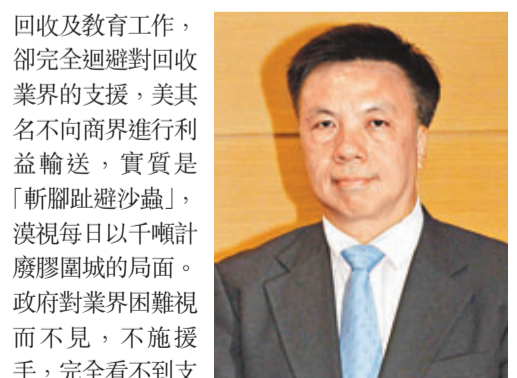 回收及教育工作，
卻完全迴避對回收
業界的支援，美其
名不向商界進行利
益輸送，實質是
「斬腳趾避沙蟲」，
漠視每日以千噸計
廢膠圍城的局面。
政府對業界困難視
而不見，不施援
手，完全看不到支